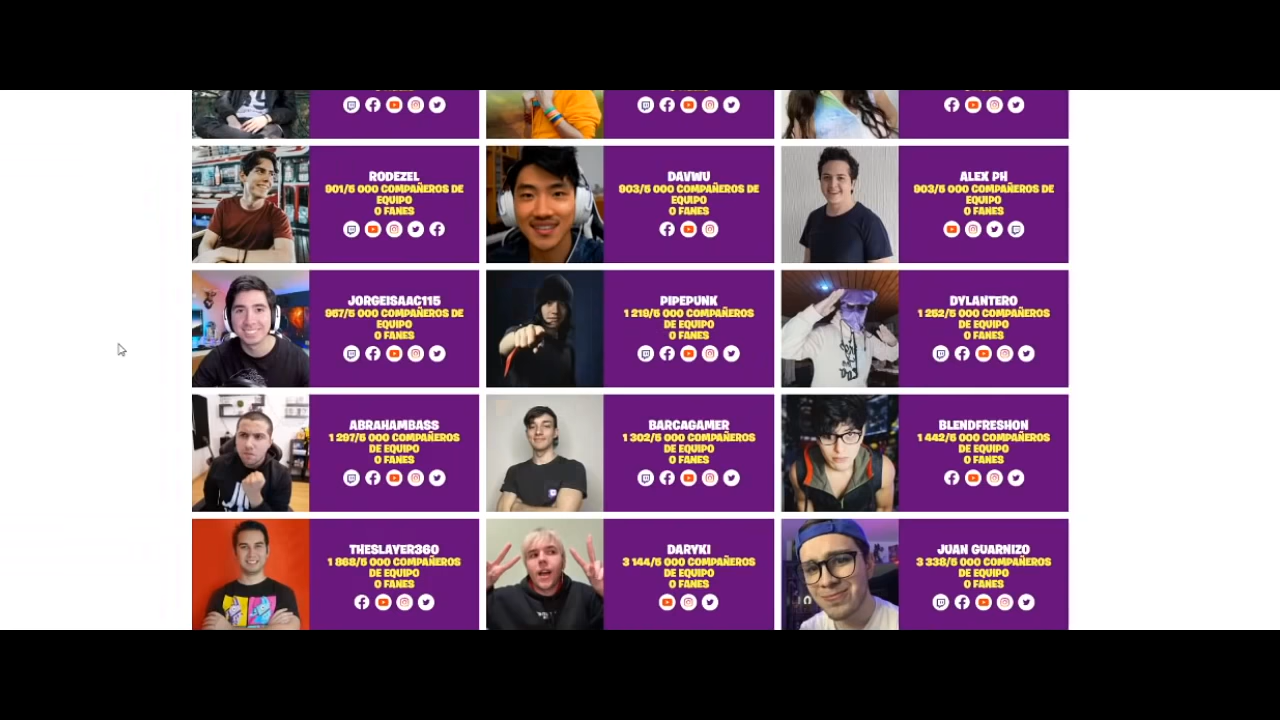 RODEZEL
901/5 000 COMPAÑEROS DE
EQUIPO
0 FANES
DAVWU
903/5 000 COMPAÑEROS DE
EQUIPO
0 FANES
ALEX PH
903/5 000 COMPAÑEROS DE
EQUIPO
0 FANES
JORGEISAAC115
957/5 000 COMPAÑEROS DE
EQUIPO
0 FANES
PIPEPUNK
1 219/5 000 COMPAÑEROS
DE EQUIPO
0 FANES
DYLANTERO
1 252/5 000 COMPAÑEROS
DE EQUIPO
0 FANES
ABRAHAMBASS
1 297/5 000 COMPAÑEROS
DE EQUIPO
0 FANES
BARCAGAMER
1 302/5 000 COMPAÑEROS
DE EQUIPO
0 FANES
BLENDFRESHON
1 442/5 000 COMPAÑEROS
DE EQUIPO
0 FANES
THESLAYER360
1 868/5 000 COMPAÑEROS
DE EQUIPO
0 FANES
DARYKI
3 144/5 000 COMPAÑEROS
DE EQUIPO
0 FANES
JUAN GUARNIZO
3 338/5 000 COMPAÑEROS
DE EQUIPO
0 FANES